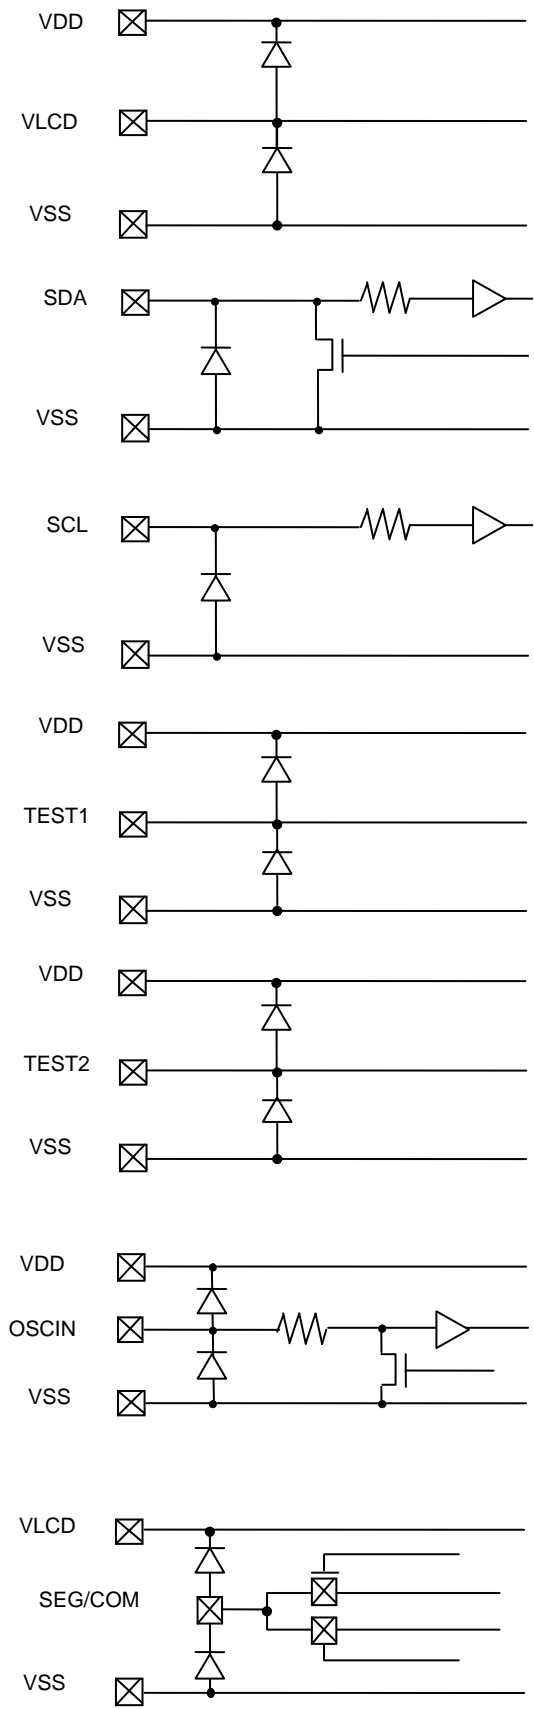 VDD
VLCD
VSS
SDA
VSS
SCL
VSS
VDD
TEST1
VSS
VDD
TEST2
VSS
VDD
OSCIN
VSS
VLCD
SEG/COM
VSS